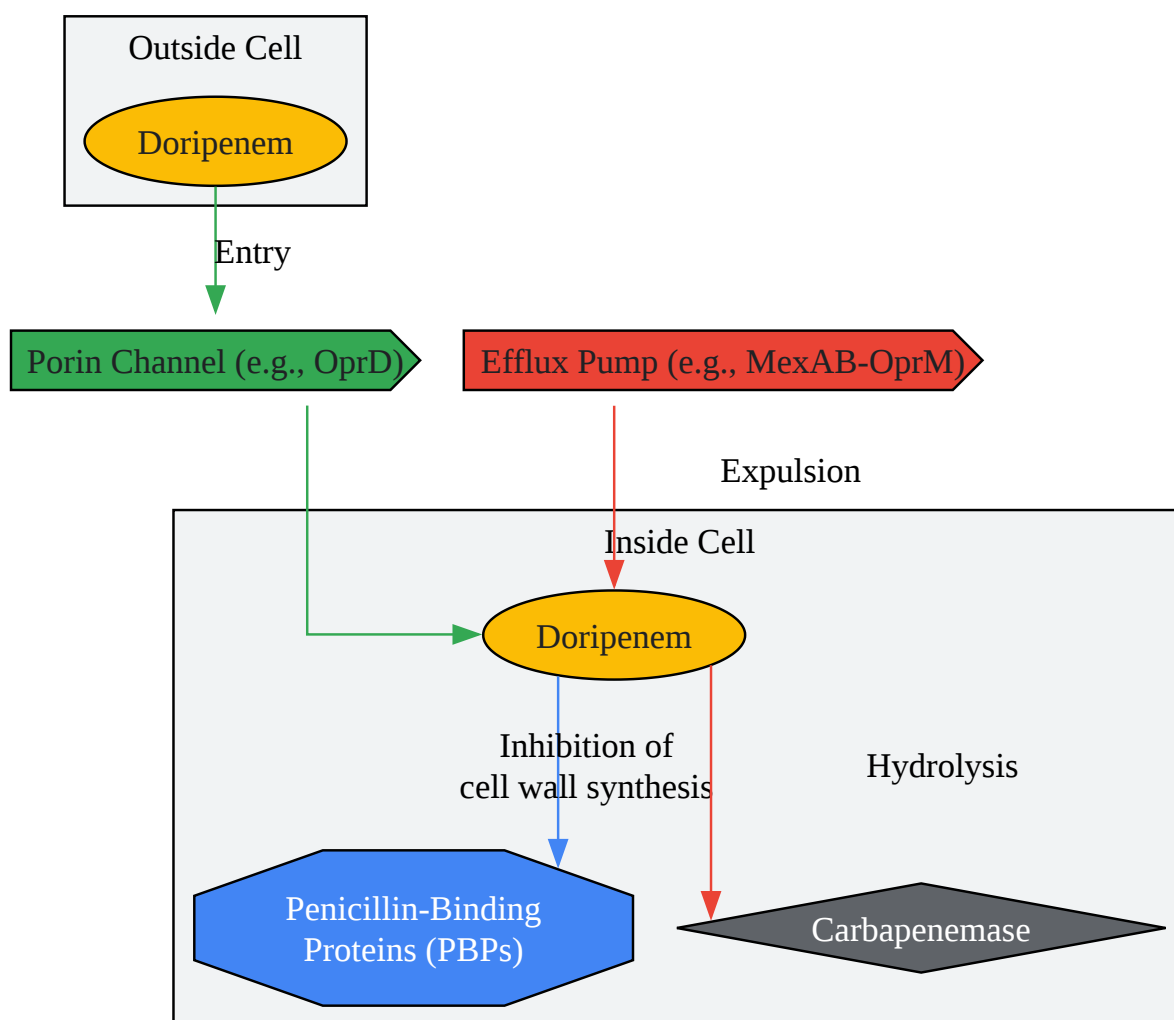 Outside Cell
Doripenem
Entry
Porin Channel (e.g., OprD)
Efflux Pump (e.g., MexAB-OprM)
Expulsion
Inside Cell
Doripenem
Inhibition of
cell wall synthesis
Hydrolysis
Penicillin-Binding
Proteins (PBPs)
Carbapenemase